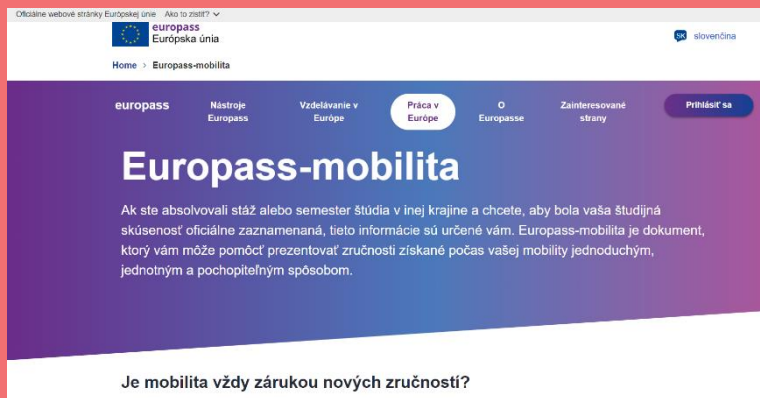 Oficiálne webové stránky Európskej únie Ako to zistiť?
europass
Európska únia
SK slovenčina
Home > Europass-mobilita
europass
Nástroje
Europass
Vzdelávanie v
Európe
Práca v
Európe
O
Europasse
Zainteresované
strany
Prihlásiť sa
Europass-mobilita
Ak ste absolvovali stáž alebo semester štúdia v inej krajine a chcete, aby bola vaša študijná
skúsenosť oficiálne zaznamenaná, tieto informácie sú určené vám. Europass-mobilita je dokument,
ktorý vám môže pomôcť prezentovať zručnosti získané počas vašej mobility jednoduchým,
jednotným a pochopiteľným spôsobom.
Je mobilita vždy zárukou nových zručností?